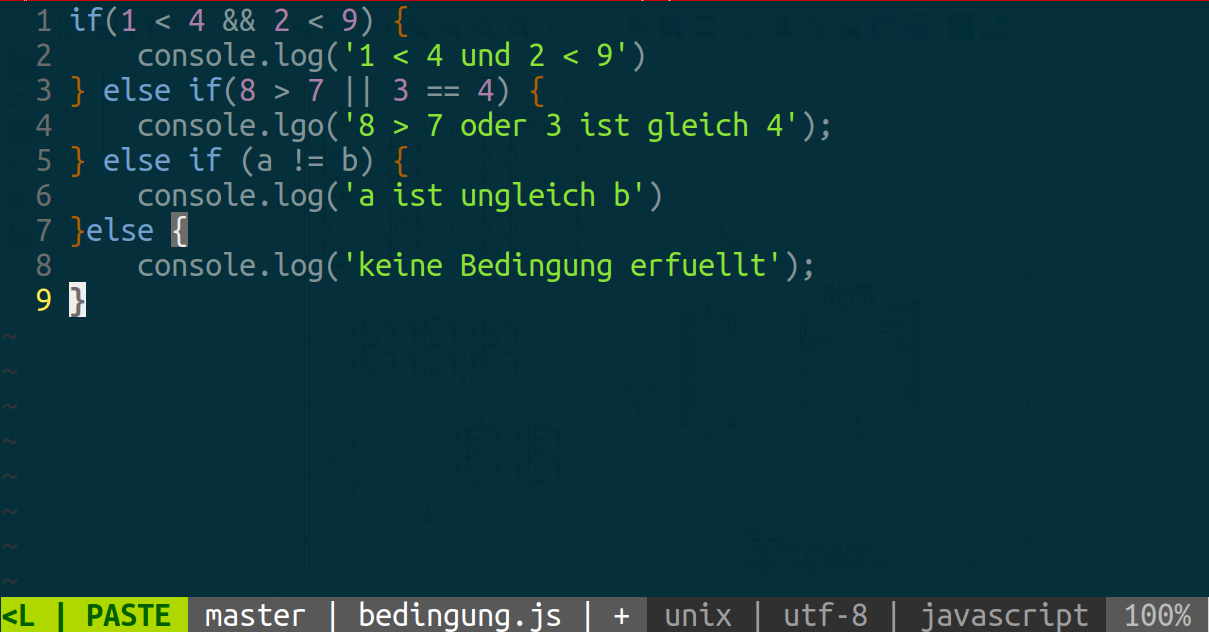 1 if(1 < 4 && 2 < 9) {
2     console.log('1 < 4 und 2 < 9')
3 } else if(8 > 7 || 3 == 4) {
4     console.lgo('8 > 7 oder 3 ist gleich 4');
5 } else if (a != b) {
6     console.log('a ist ungleich b')
7 }else {
8     console.log('keine Bedingung erfuellt');
9 }
~
~
~
~
~
~
~
~
<L | PASTE master | bedingung.js | + unix | utf-8 | javascript 100%